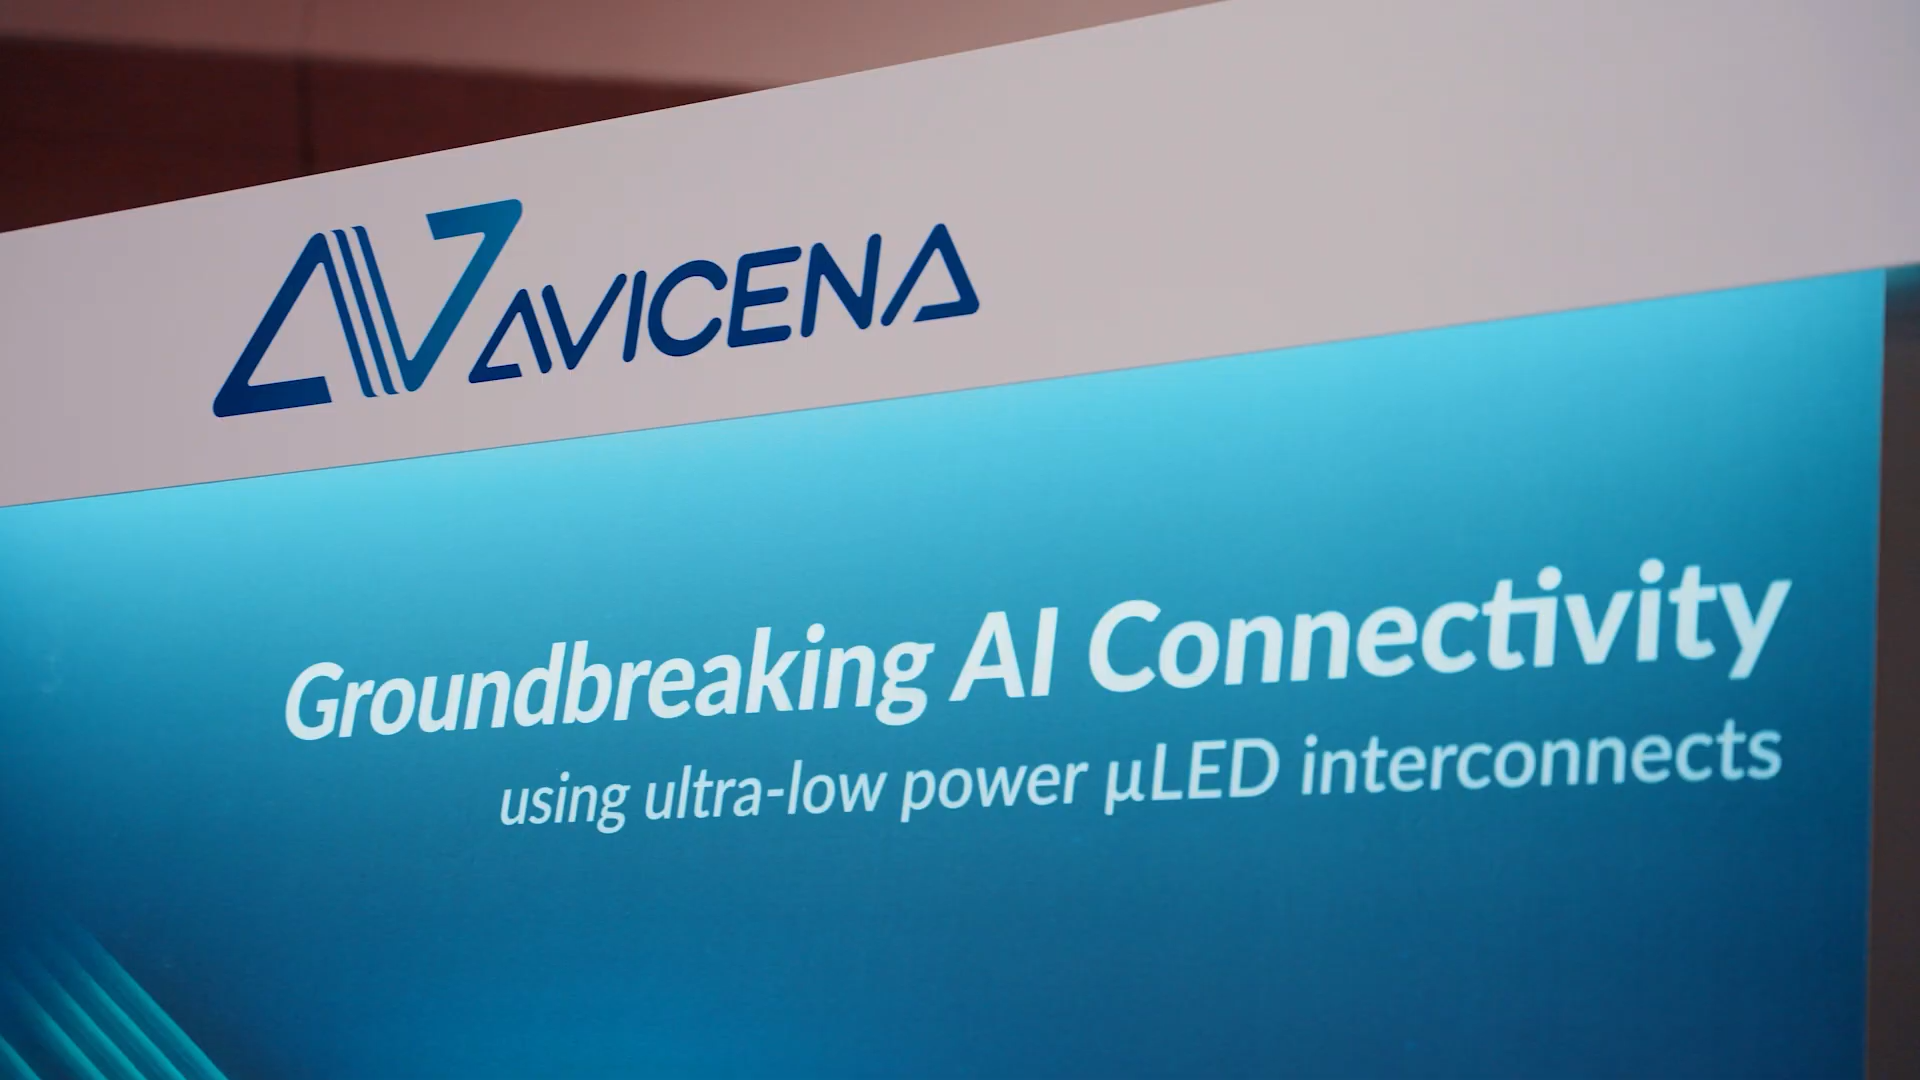 AVICENA
Groundbreaking AI Connectivity
using ultra-low power µLED interconnects